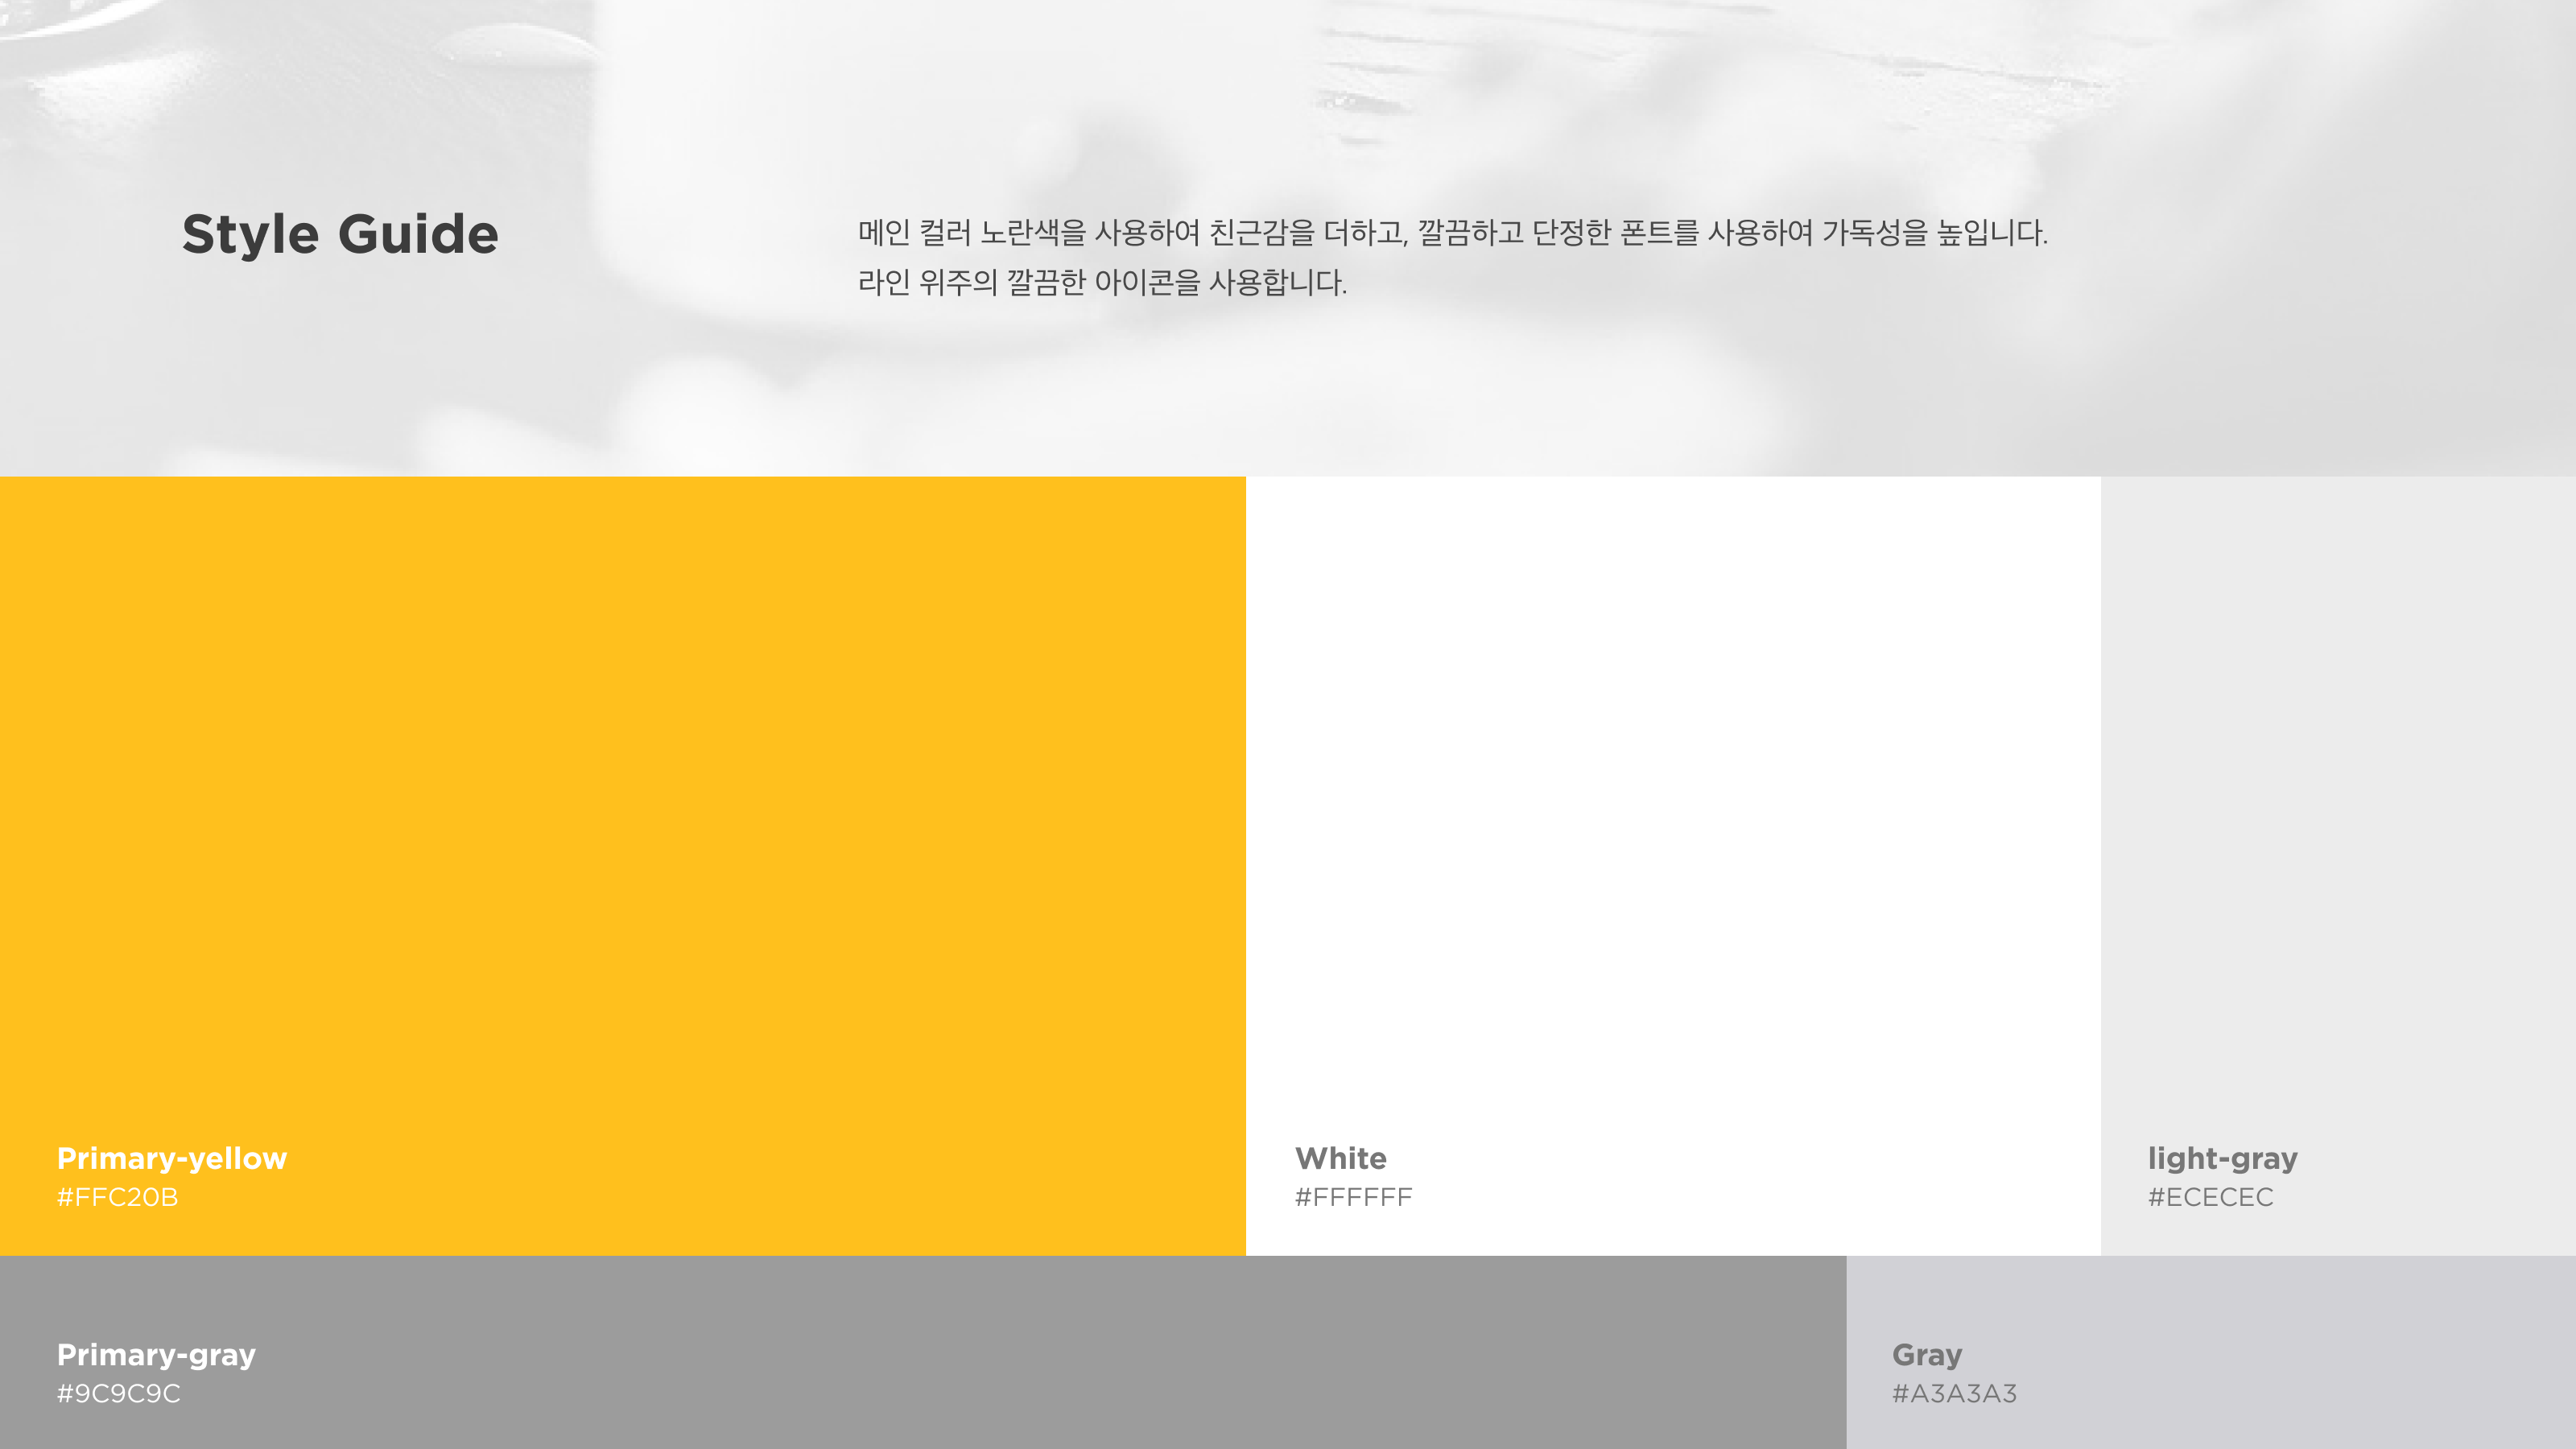 Style Guide
메인 컬러 노란색을 사용하여 친근감을 더하고, 깔끔하고 단정한 폰트를 사용하여 가독성을 높입니다.
라인 위주의 깔끔한 아이콘을 사용합니다.
Primary-yellow
#FFC20B
White
#FFFFFF
light-gray
#ECECEC
Primary-gray
#9C9C9C
Gray
#A3A3A3